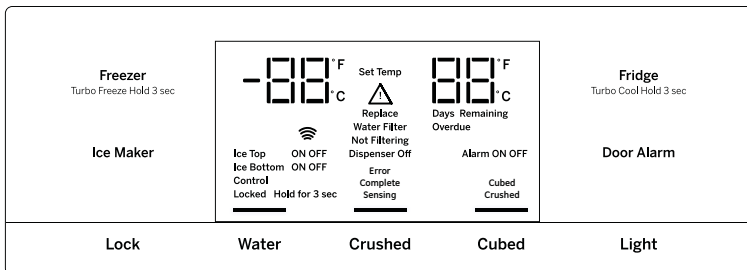 Freezer
Turbo Freeze Hold 3 sec
Ice Maker
-88 °F °C
Set Temp
88 °F °C
Replace
Water Filter
Not Filtering
Dispenser Off
Days Remaining
Overdue
Ice Top ON OFF
Ice Bottom ON OFF
Control
Locked Hold for 3 sec
Error
Complete
Sensing
Alarm ON OFF
Cubed
Crushed
Fridge
Turbo Cool Hold 3 sec
Door Alarm
Lock Water Crushed Cubed Light